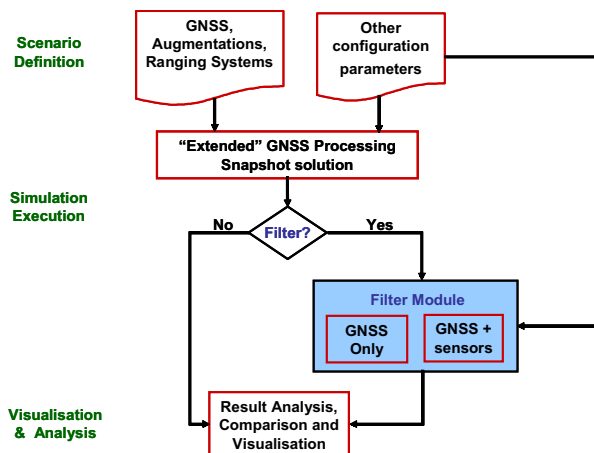 Scenario
Definition
GNSS,
Augmentations,
Ranging Systems
Other
configuration
parameters
“Extended” GNSS Processing
Snapshot solution
Simulation
Execution
No
Filter?
Yes
Filter Module
GNSS
Only
GNSS +
sensors
Visualisation
& Analysis
Result Analysis,
Comparison and
Visualisation